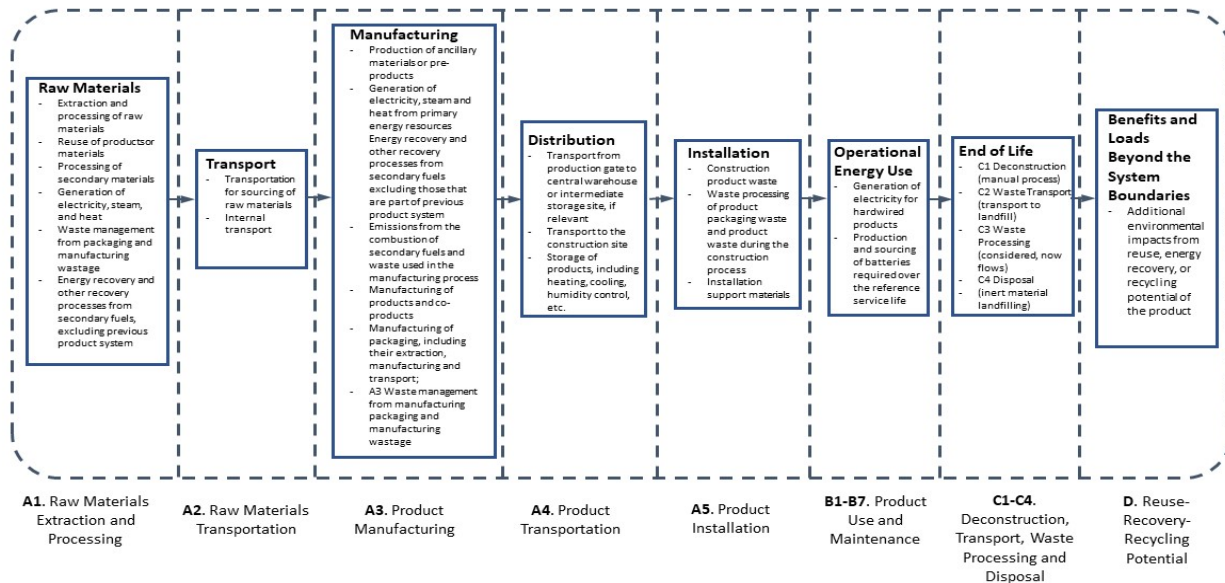 Raw Materials
- Extraction and
processing of raw
materials
- Reuse of productsor
materials
- Processing of
secondary materials
- Generation of
electricity, steam,
and heat
- Waste management
from packaging and
manufacturing
wastage
- Energy recovery and
other recovery
processes from
secondary fuels,
excluding previous
product system
Transport
- Transportation
for sourcing of
raw materials
- Internal
transport
Manufacturing
- Production of ancillary
materials or pre-
products
- Generation of
electricity, steam and
heat from primary
energy resources
Energy recovery and
other recovery
processes from
secondary fuels
excluding those that
are part of previous
product system
- Emissions from the
combustion of
secondary fuels and
waste used in the
manufacturing process
- Manufacturing of
products and co-
products
- Manufacturing of
packaging, including
their extraction,
manufacturing and
transport;
- A3 Waste management
from manufacturing
packaging and
manufacturing
wastage
Distribution
- Transport from
production gate to
central warehouse
or intermediate
storage site, if
relevant
- Transport to the
construction site
- Storage of
products, including
heating, cooling,
humidity control,
etc.
Installation
- Construction
product waste
- Waste processing
of product
packaging waste
and product
waste during the
construction
process
- Installation
support materials
Operational
Energy Use
- Generation of
electricity for
hardwired
products
- Production
and sourcing
of batteries
required over
the reference
service life
End of Life
- C1 Deconstruction
(manual process)
- C2 Waste Transport
(transport to
landfill)
- C3 Waste
Processing
(considered, now
flows)
- C4 Disposal
- (inert material
landfilling)
Benefits and
Loads
Beyond the
System
Boundaries
- Additional
environmental
impacts from
reuse, energy
recovery, or
recycling
potential of
the product
A1. Raw Materials
Extraction and
Processing
A2. Raw Materials
Transportation
A3. Product
Manufacturing
A4. Product
Transportation
A5. Product
Installation
B1-B7. Product
Use and
Maintenance
C1-C4.
Deconstruction,
Transport, Waste
Processing and
Disposal
D. Reuse-
Recovery-
Recycling
Potential